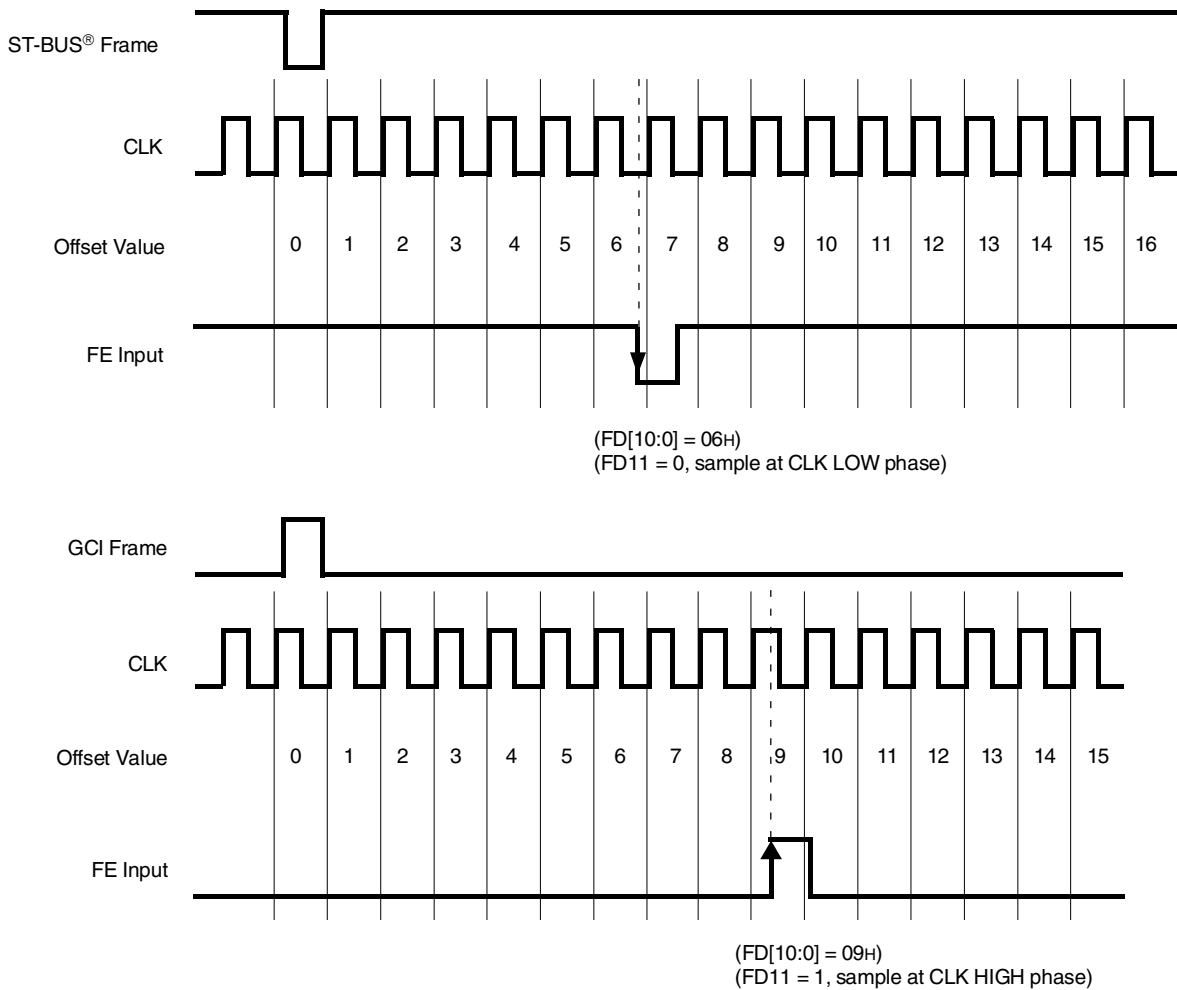 ST-BUS® Frame
CLK
Offset Value 0 1 2 3 4 5 6 7 8 9 10 11 12 13 14 15 16
FE Input
(FD[10:0] = 06H)
(FD11 = 0, sample at CLK LOW phase)
GCI Frame
CLK
Offset Value 0 1 2 3 4 5 6 7 8 9 10 11 12 13 14 15
FE Input
(FD[10:0] = 09H)
(FD11 = 1, sample at CLK HIGH phase)